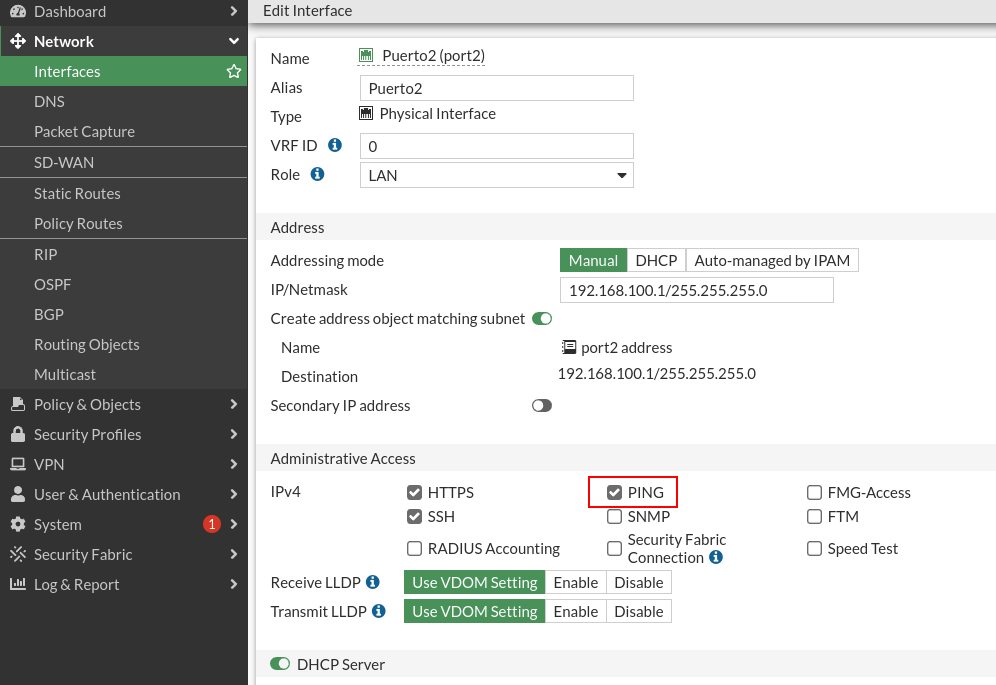 Dashboard
Network
Interfaces
DNS
Packet Capture
SD-WAN
Static Routes
Policy Routes
RIP
OSPF
BGP
Routing Objects
Multicast
Policy & Objects
Security Profiles
VPN
User & Authentication
System 1
Security Fabric
Log & Report
Edit Interface
Name Puerto2 (port2)
Alias Puerto2
Type Physical Interface
VRF ID 0
Role LAN
Address
Addressing mode Manual DHCP Auto-managed by IPAM
IP/Netmask 192.168.100.1/255.255.255.0
Create address object matching subnet
Name port2 address
Destination 192.168.100.1/255.255.255.0
Secondary IP address
Administrative Access
IPv4 HTTPS PING FMG-Access
SSH SNMP FTM
RADIUS Accounting Security Fabric Connection Speed Test
Receive LLDP Use VDOM Setting Enable Disable
Transmit LLDP Use VDOM Setting Enable Disable
DHCP Server